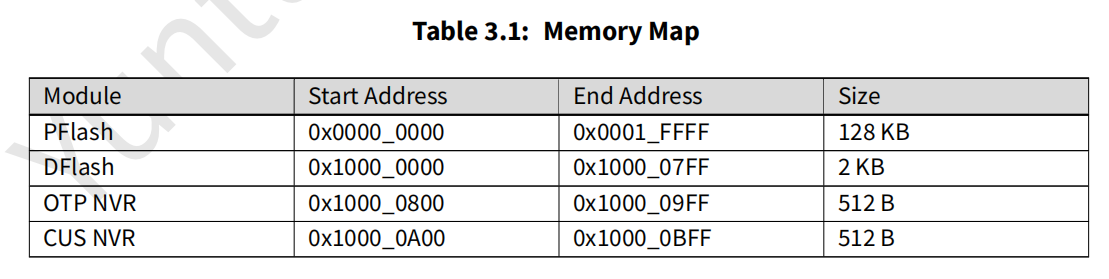 Table 3.1: Memory Map
Module Start Address End Address Size
PFlash 0x0000_0000 0x0001_FFFF 128 KB
DFlash 0x1000_0000 0x1000_07FF 2 KB
OTP NVR 0x1000_0800 0x1000_09FF 512 B
CUS NVR 0x1000_0A00 0x1000_0BFF 512 B